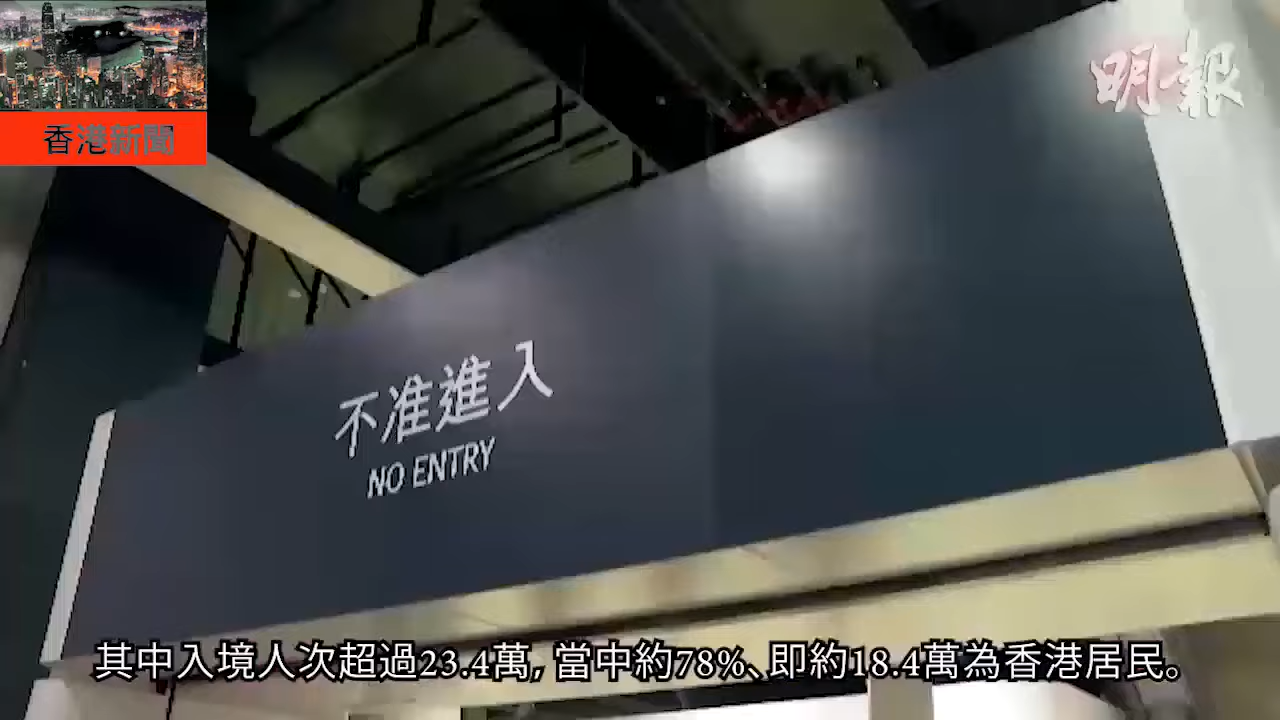 明報
香港新聞
不准進入
NO ENTRY
其中入境人次超過23.4萬, 當中約78%、即約18.4萬為香港居民。